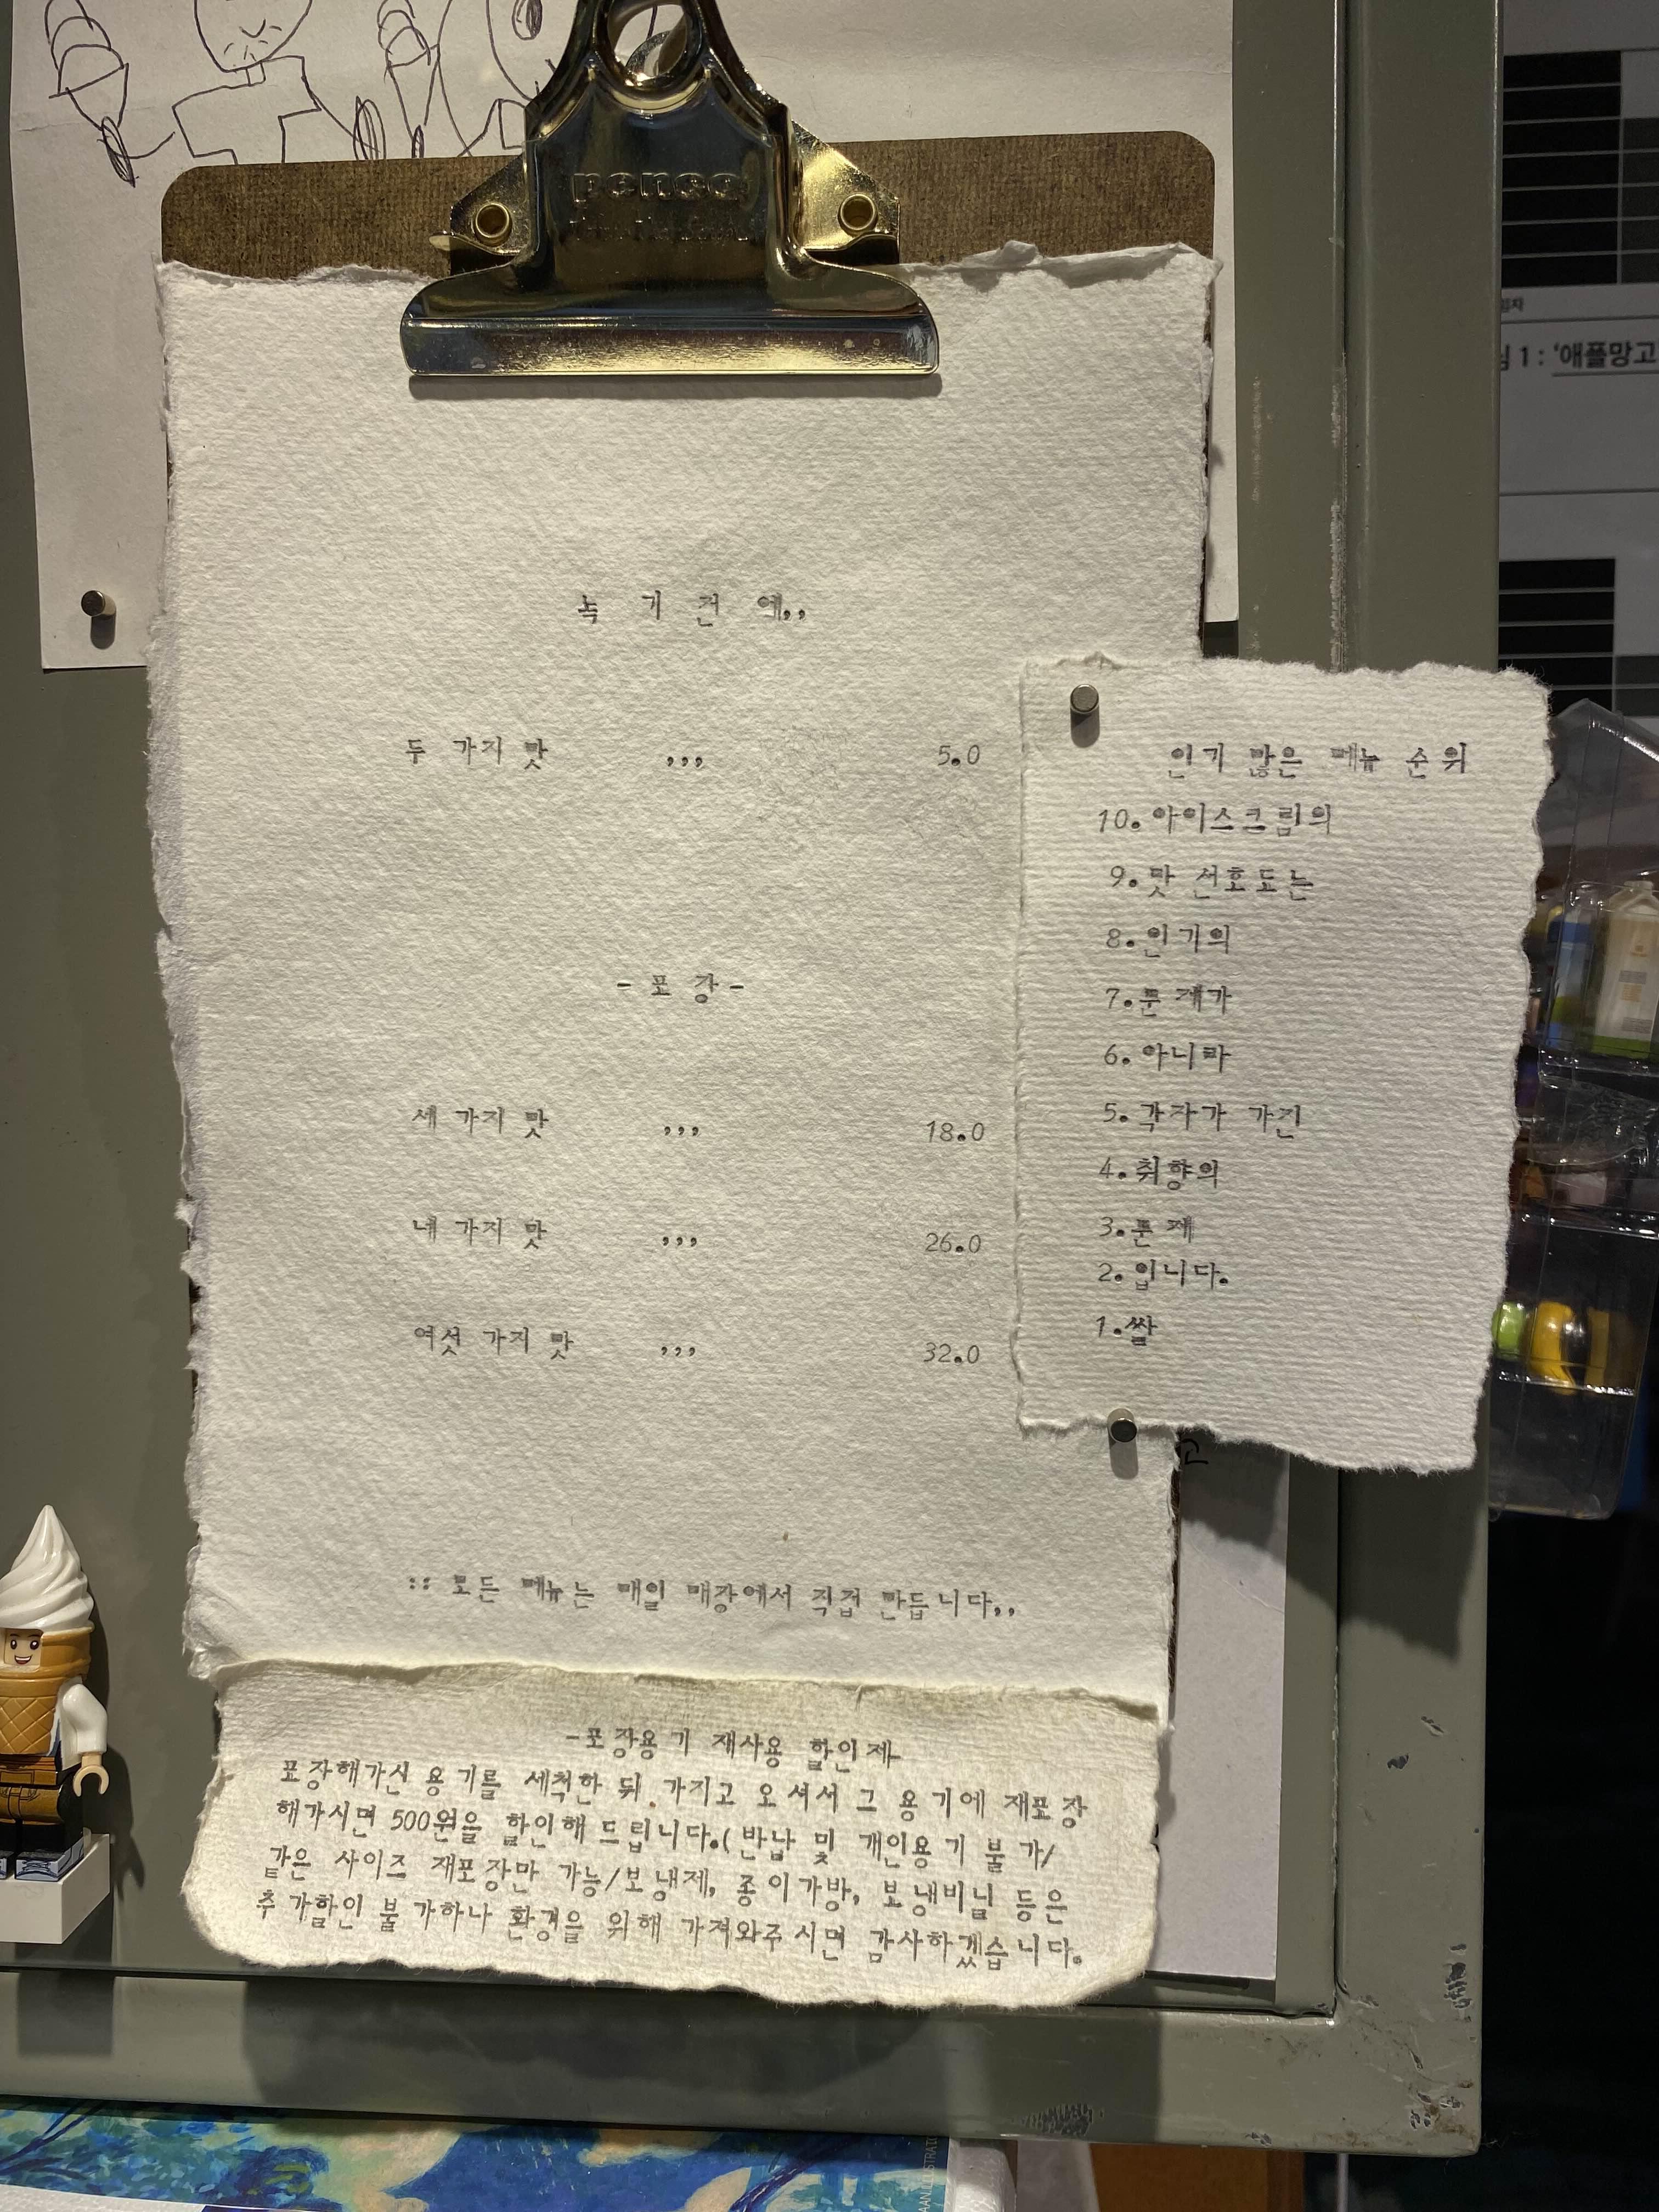 녹기 전에,,
두 가지 맛 ,,, 5.0
-포장-
세 가지 맛 ,,, 18.0
네 가지 맛 ,,, 26.0
여섯 가지 맛 ,,, 32.0
:: 모든 메뉴는 매일 매장에서 직접 만듭니다,,
인기 많은 메뉴 순위
10.아이스크림의
9.맛 선호도는
8.인기의
7.문제가
6.아니라
5.각자가 가진
4.취향의
3.문제
2.입니다.
1.쌀
-포장용기 재사용 할인제-
포장해가신 용기를 세척한 뒤 가지고 오셔서 그 용기에 재포장
해가시면 500원을 할인해 드립니다.(반납 및 개인용기 불가/
같은 사이즈 재포장만 가능/보냉제, 종이가방, 보냉비닐 등은
추가할인 불가하나 환경을 위해 가져와주시면 감사하겠습니다.
1 : '애플망고
고